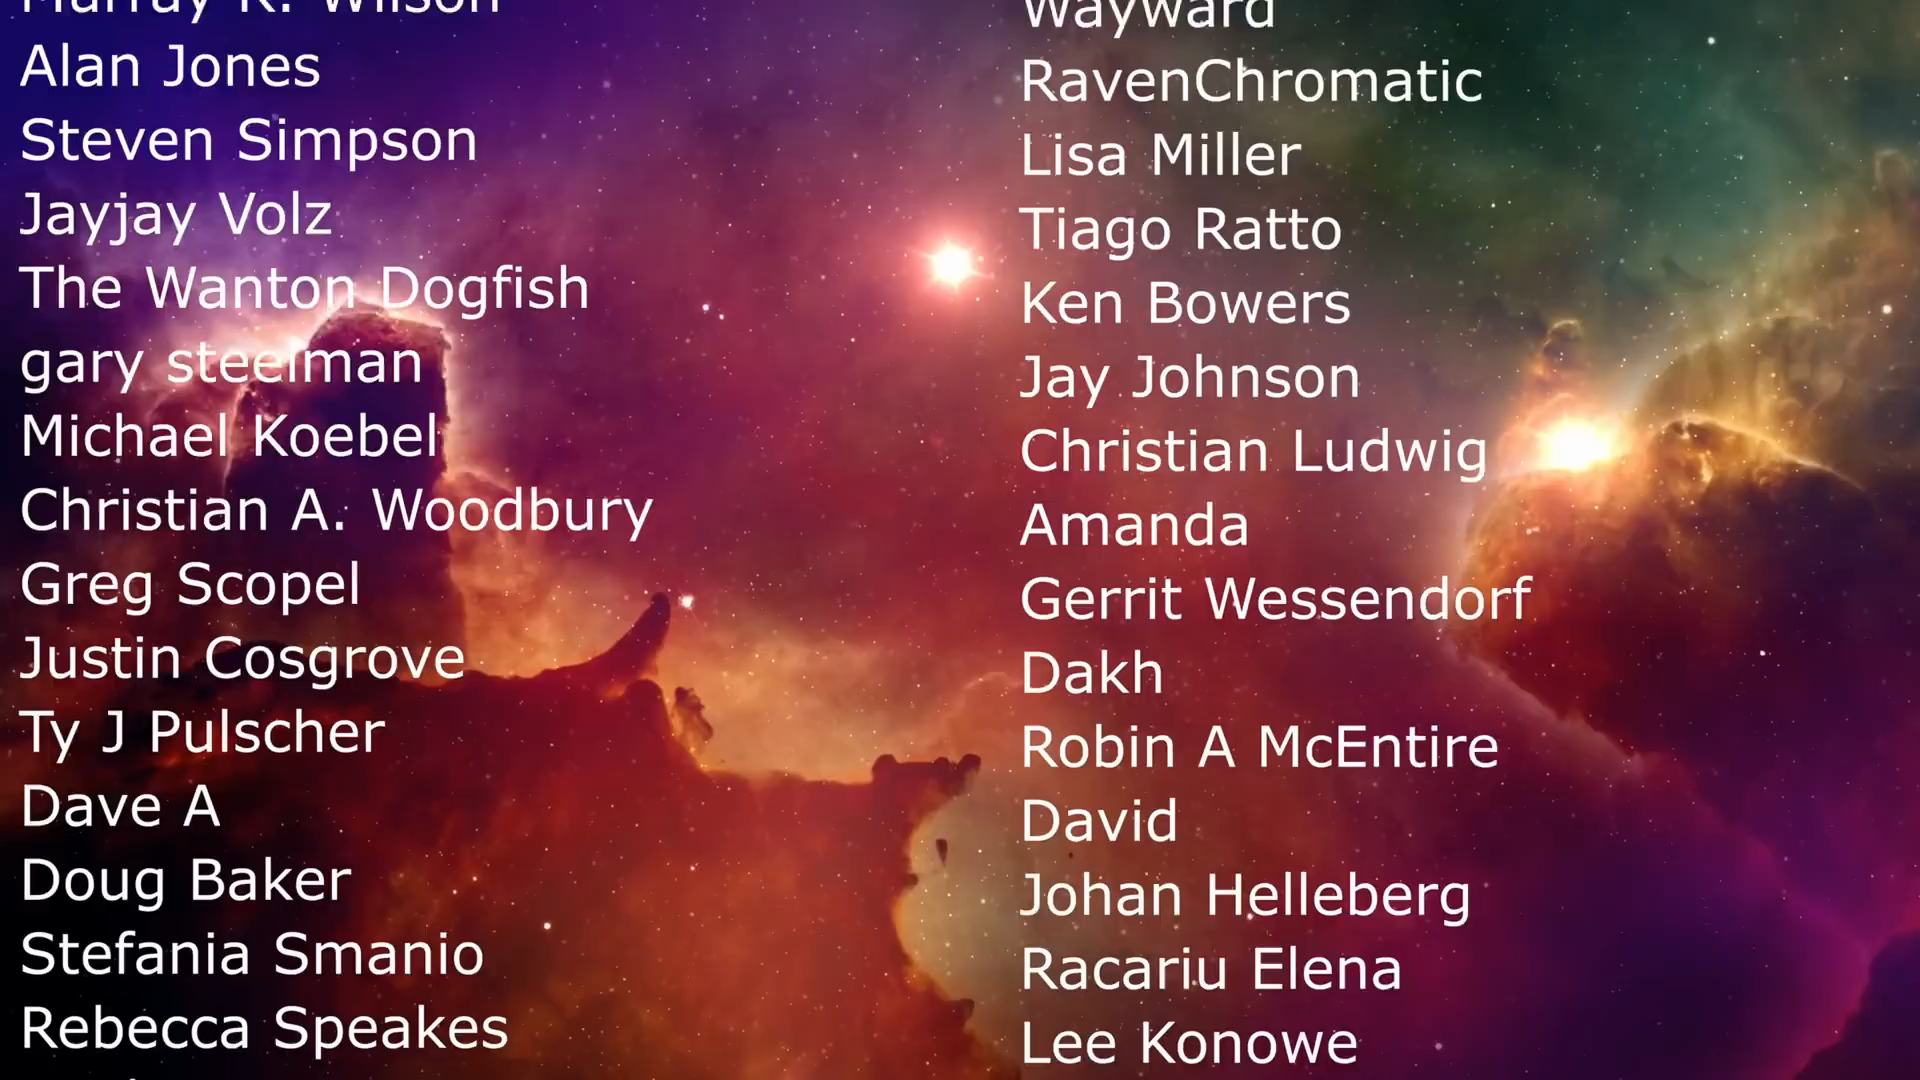 Murray R. Wilson
Alan Jones
Steven Simpson
Jayjay Volz
The Wanton Dogfish
gary steelman
Michael Koebel
Christian A. Woodbury
Greg Scopel
Justin Cosgrove
Ty J Pulscher
Dave A
Doug Baker
Stefania Smanio
Rebecca Speakes
Wayward
RavenChromatic
Lisa Miller
Tiago Ratto
Ken Bowers
Jay Johnson
Christian Ludwig
Amanda
Gerrit Wessendorf
Dakh
Robin A McEntire
David
Johan Helleberg
Racariu Elena
Lee Konowe